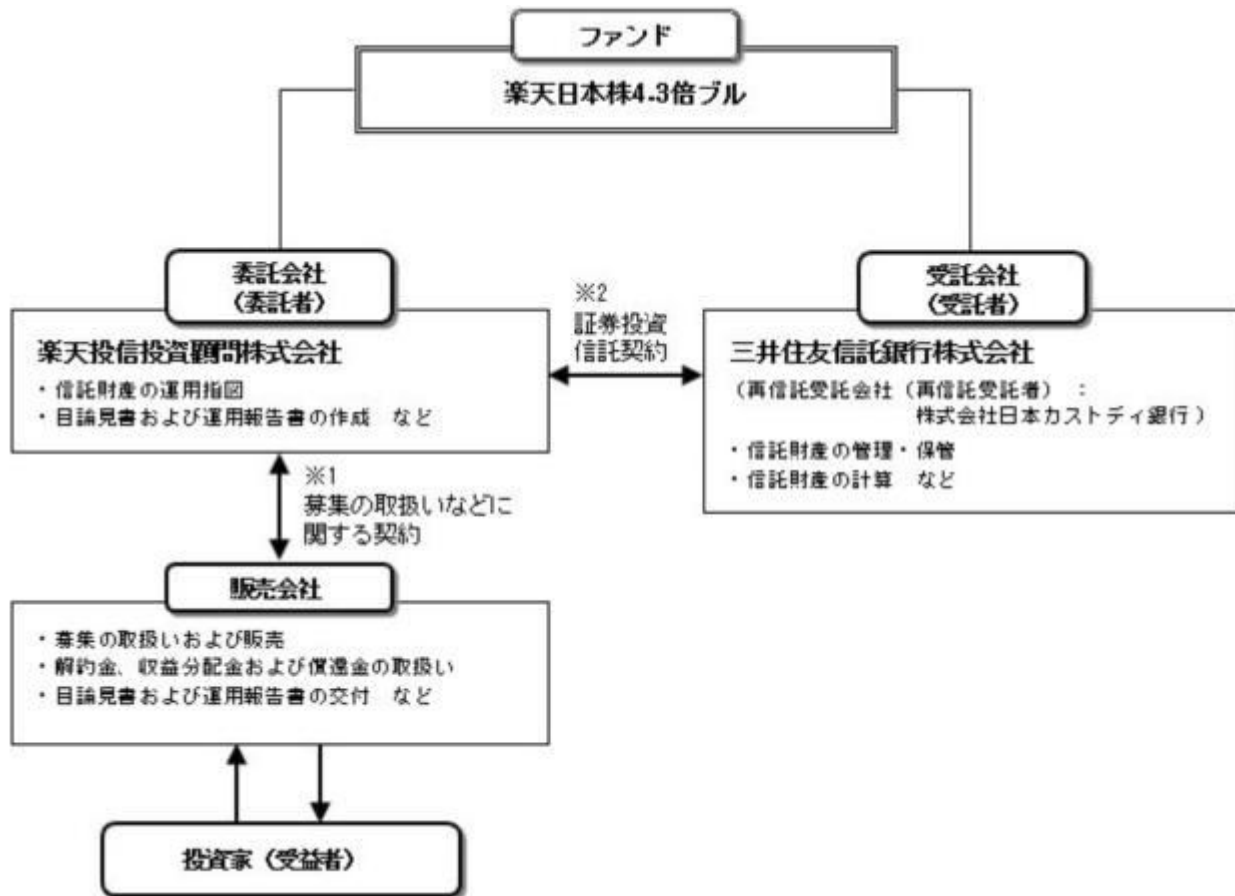 ファンド
楽天日本株4.3倍ブル
委託会社
（委託者）
楽天投信投資顧問株式会社
・信託財産の運用指図
・目論見書および運用報告書の作成　など
※2
証券投資
信託契約
受託会社
（受託者）
三井住友信託銀行株式会社
（再信託受託会社（再信託受託者）：
株式会社日本カストディ銀行）
・信託財産の管理・保管
・信託財産の計算　など
※1
募集の取扱いなどに
関する契約
販売会社
・募集の取扱いおよび販売
・解約金、収益分配金および償還金の取扱い
・目論見書および運用報告書の交付　など
投資家（受益者）